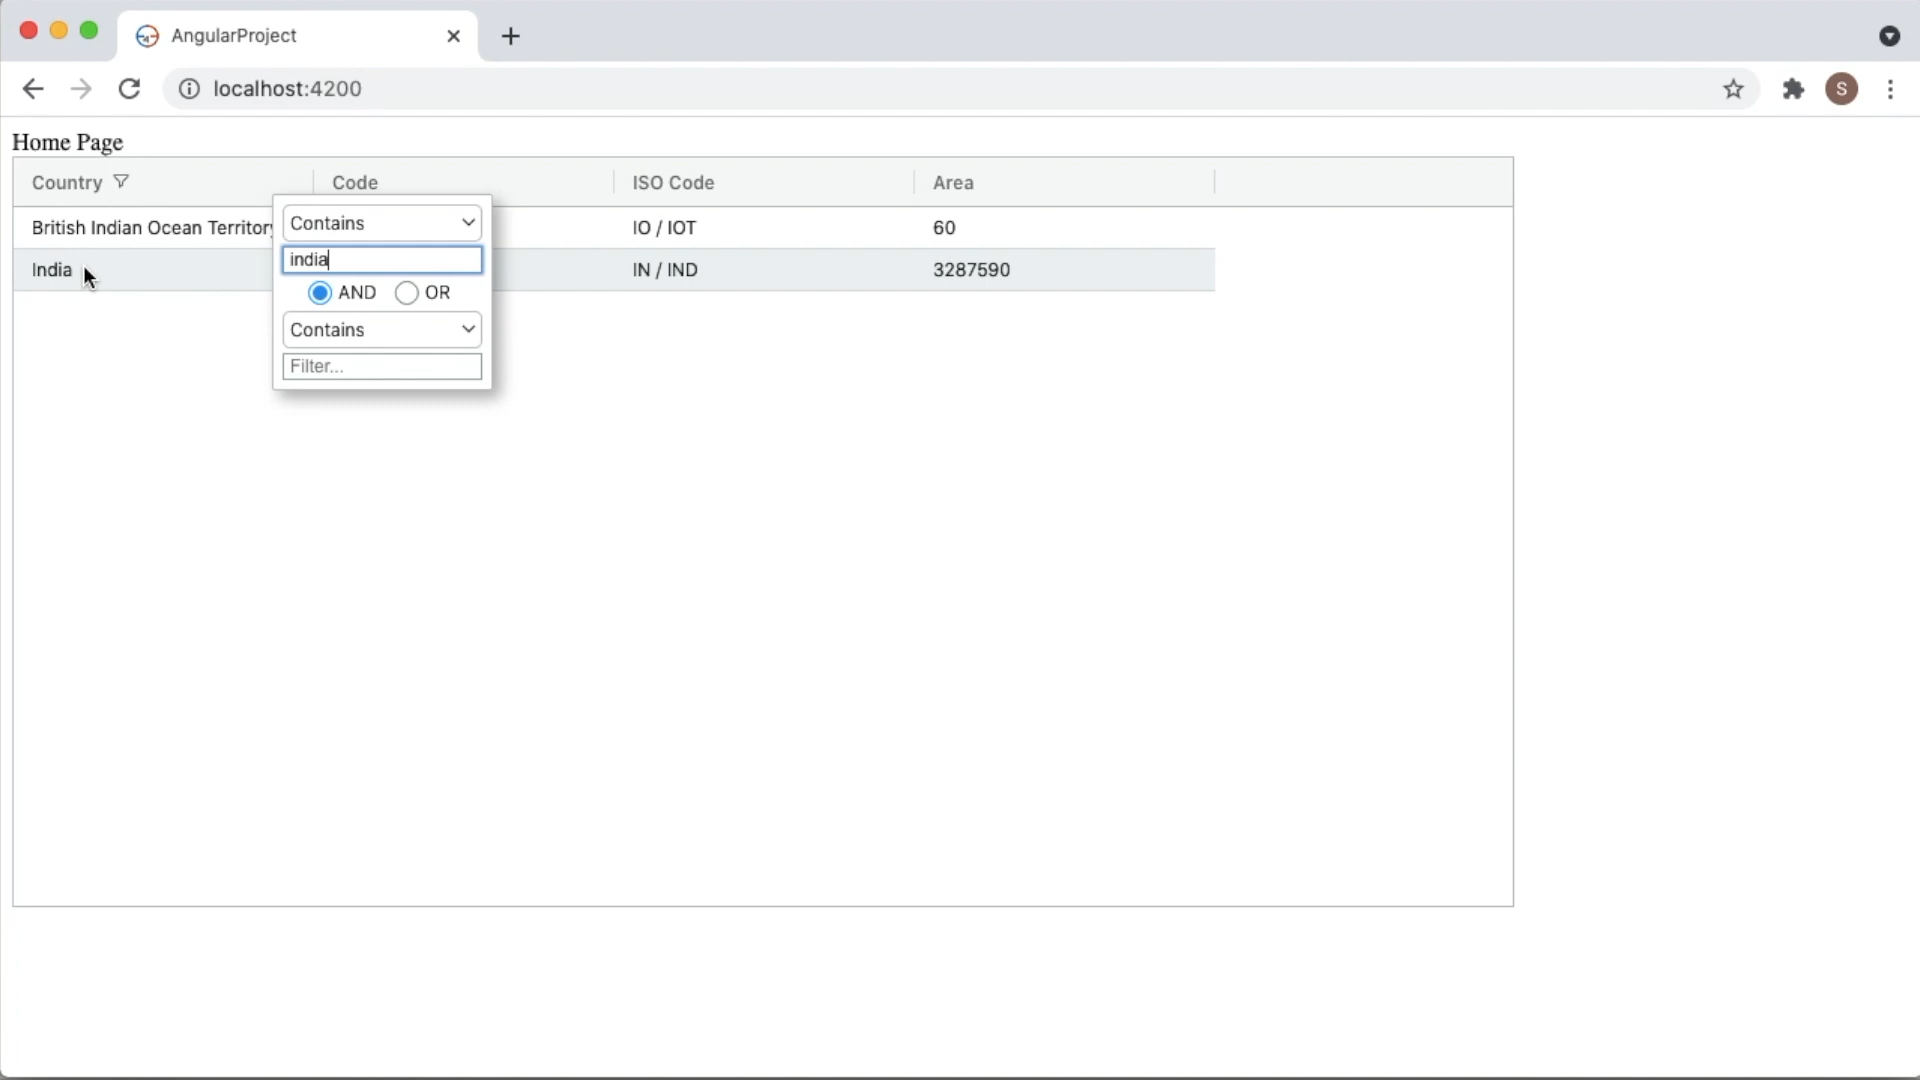 AngularProject
localhost:4200
S
Home Page
Country Code ISO Code Area
British Indian Ocean Territory IO / IOT 60
India IN / IND 3287590
Contains
india
AND OR
Contains
Filter...